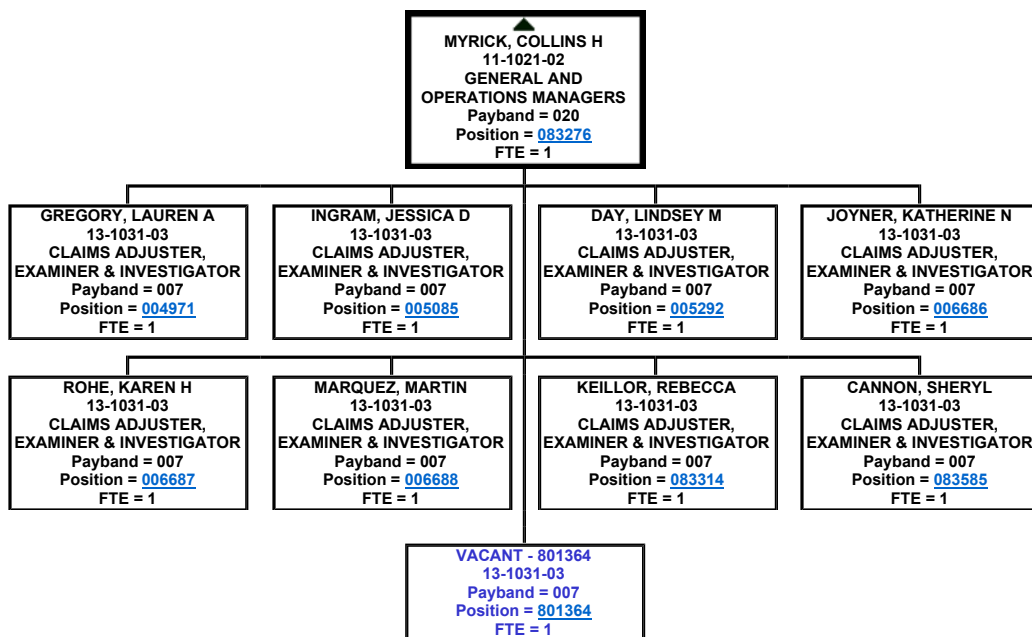 MYRICK, COLLINS H
11-1021-02
GENERAL AND
OPERATIONS MANAGERS
Payband = 020
Position = 083276
FTE = 1
GREGORY, LAUREN A
13-1031-03
CLAIMS ADJUSTER,
EXAMINER & INVESTIGATOR
Payband = 007
Position = 004971
FTE = 1
INGRAM, JESSICA D
13-1031-03
CLAIMS ADJUSTER,
EXAMINER & INVESTIGATOR
Payband = 007
Position = 005085
FTE = 1
DAY, LINDSEY M
13-1031-03
CLAIMS ADJUSTER,
EXAMINER & INVESTIGATOR
Payband = 007
Position = 005292
FTE = 1
JOYNER, KATHERINE N
13-1031-03
CLAIMS ADJUSTER,
EXAMINER & INVESTIGATOR
Payband = 007
Position = 006686
FTE = 1
ROHE, KAREN H
13-1031-03
CLAIMS ADJUSTER,
EXAMINER & INVESTIGATOR
Payband = 007
Position = 006687
FTE = 1
MARQUEZ, MARTIN
13-1031-03
CLAIMS ADJUSTER,
EXAMINER & INVESTIGATOR
Payband = 007
Position = 006688
FTE = 1
KEILLOR, REBECCA
13-1031-03
CLAIMS ADJUSTER,
EXAMINER & INVESTIGATOR
Payband = 007
Position = 083314
FTE = 1
CANNON, SHERYL
13-1031-03
CLAIMS ADJUSTER,
EXAMINER & INVESTIGATOR
Payband = 007
Position = 083585
FTE = 1
VACANT - 801364
13-1031-03
Payband = 007
Position = 801364
FTE = 1